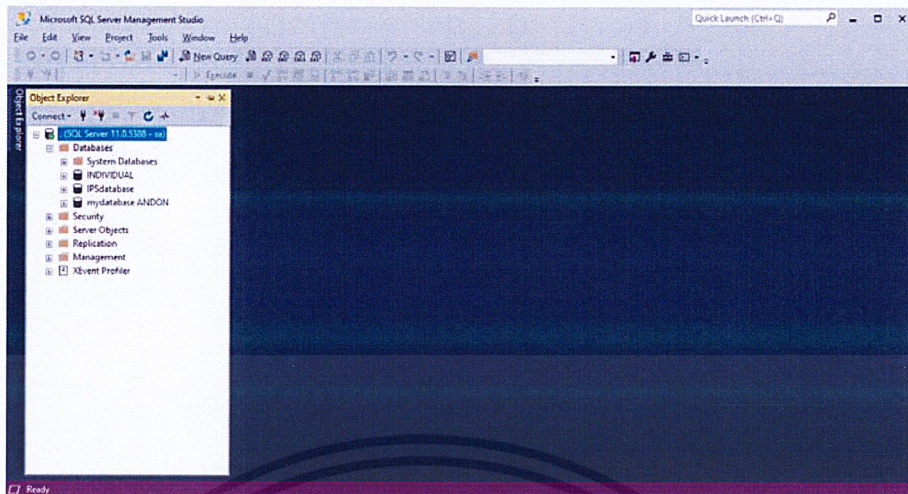 Microsoft SQL Server Management Studio
Quick Launch (Ctrl+Q)
File Edit View Project Tools Window Help
New Query
Execute
Object Explorer
Object Explorer
Connect
. (SQL Server 11.0.5388 - sa)
Databases
System Databases
INDIVIDUAL
IPSdatabase
mydatabase ANDON
Security
Server Objects
Replication
Management
XEvent Profiler
Ready